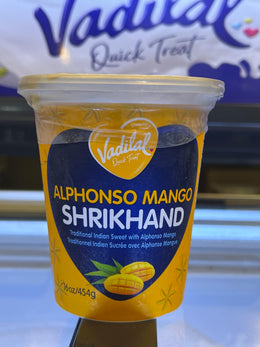 Vadilal
Quick Treat
Vadilal
Quick Treat
ALPHONSO MANGO
SHRIKHAND
Traditional Indian Sweet with Alphonso Mango
Traditionnel Indien Sucrée avec Alphonse Mangue
16oz/454g